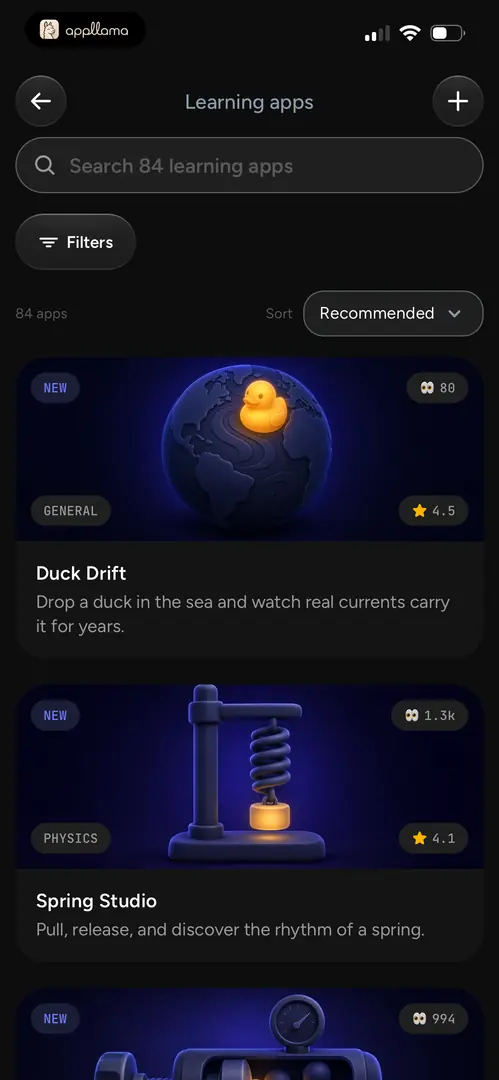 appllama
Learning apps
Search 84 learning apps
Filters
84 apps
Sort
Recommended
NEW
80
GENERAL
4.5
Duck Drift
Drop a duck in the sea and watch real currents carry
it for years.
NEW
1.3k
PHYSICS
4.1
Spring Studio
Pull, release, and discover the rhythm of a spring.
NEW
994